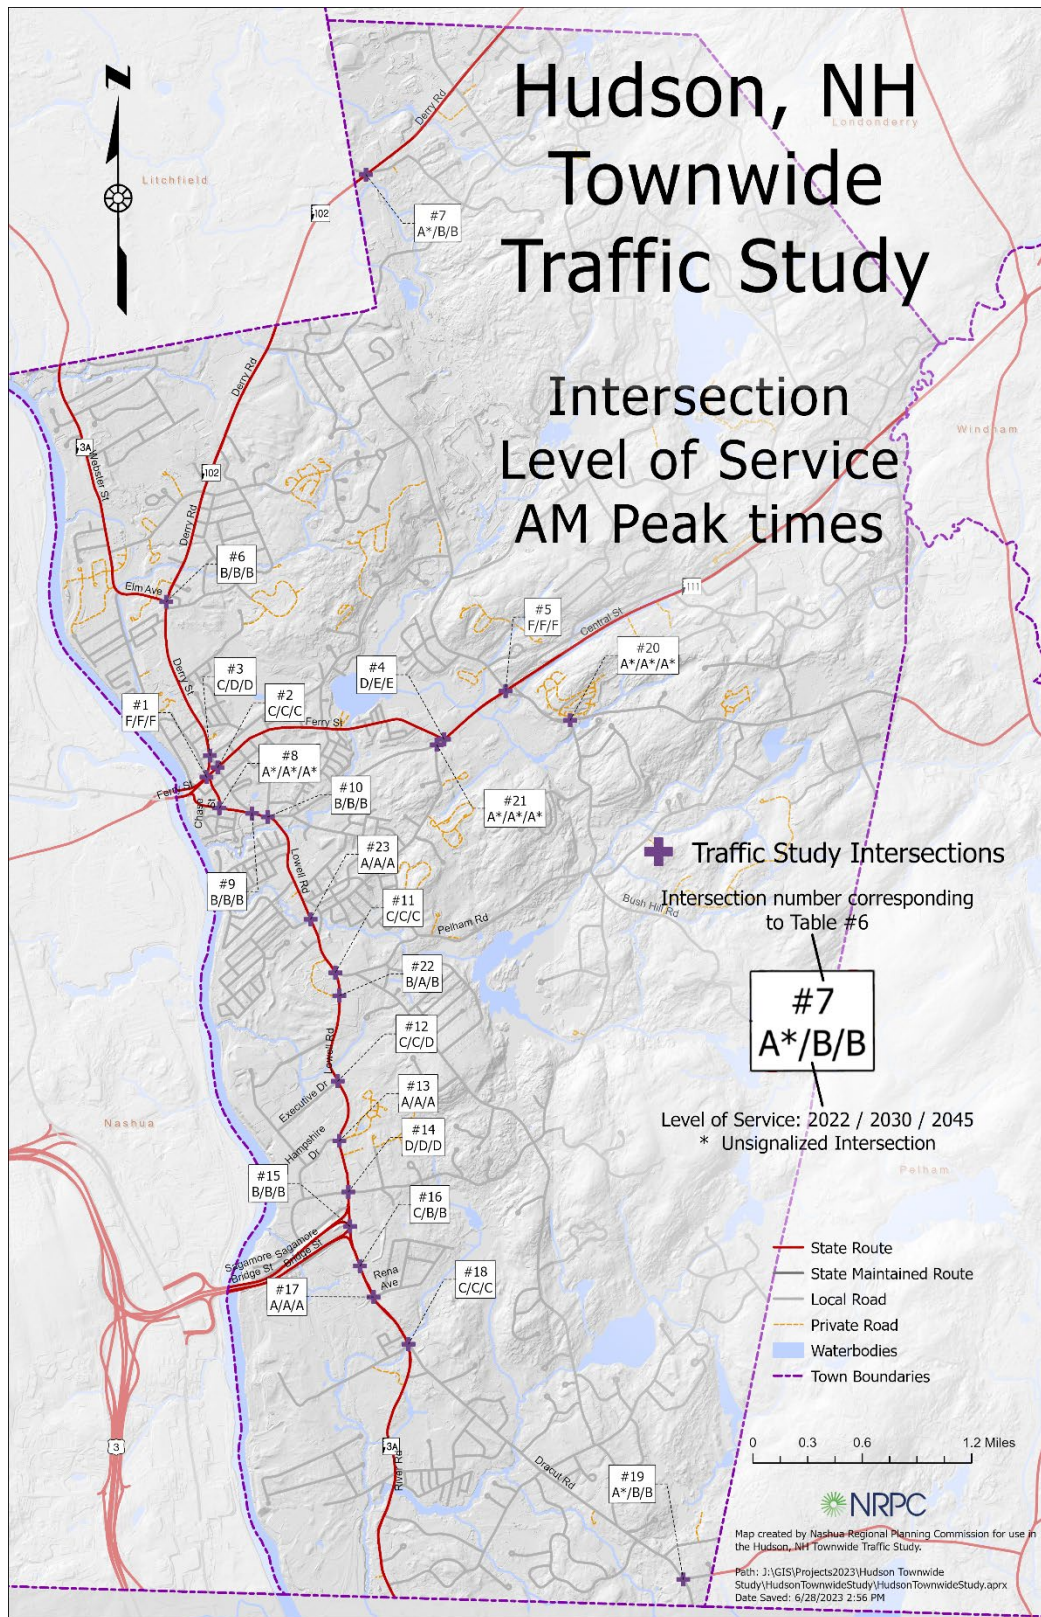 Hudson, NH
Townwide
Traffic Study
Intersection
Level of Service
AM Peak times
N
Litchfield
Londonderry
Windham
Nashua
Pelham
Derry Rd
102
#7
A*/B/B
Derry Rd
3A
Webster St
102
Derry Rd
#6
B/B/B
Elm Ave
111
Central St
#5
F/F/F
#20
A*/A*/A*
#4
D/E/E
#3
C/D/D
Derry St
#2
C/C/C
#1
F/F/F
Ferry St
#8
A*/A*/A*
Ferry St
Chase
St
#10
B/B/B
#21
A*/A*/A*
#9
B/B/B
#23
A/A/A
Lowell Rd
#11
C/C/C
Pelham Rd
Bush Hill Rd
#22
B/A/B
Lowell Rd
#12
C/C/D
Executive Dr
#13
A/A/A
Hampshire
Dr
#14
D/D/D
#15
B/B/B
#16
C/B/B
Sagamore
Bridge St
Sagamore
Bridge St
Rena
Ave
#17
A/A/A
#18
C/C/C
3
3A
River Rd
Dracut Rd
#19
A*/B/B
Traffic Study Intersections
Intersection number corresponding
to Table #6
#7
A*/B/B
Level of Service: 2022 / 2030 / 2045
* Unsignalized Intersection
State Route
State Maintained Route
Local Road
Private Road
Waterbodies
Town Boundaries
0 0.3 0.6 1.2 Miles
NRPC
Map created by Nashua Regional Planning Commission for use in
the Hudson, NH Townwide Traffic Study.
Path: J:\GIS\Projects2023\Hudson Townwide
Study\HudsonTownwideStudy\HudsonTownwideStudy.aprx
Date Saved: 6/28/2023 2:56 PM